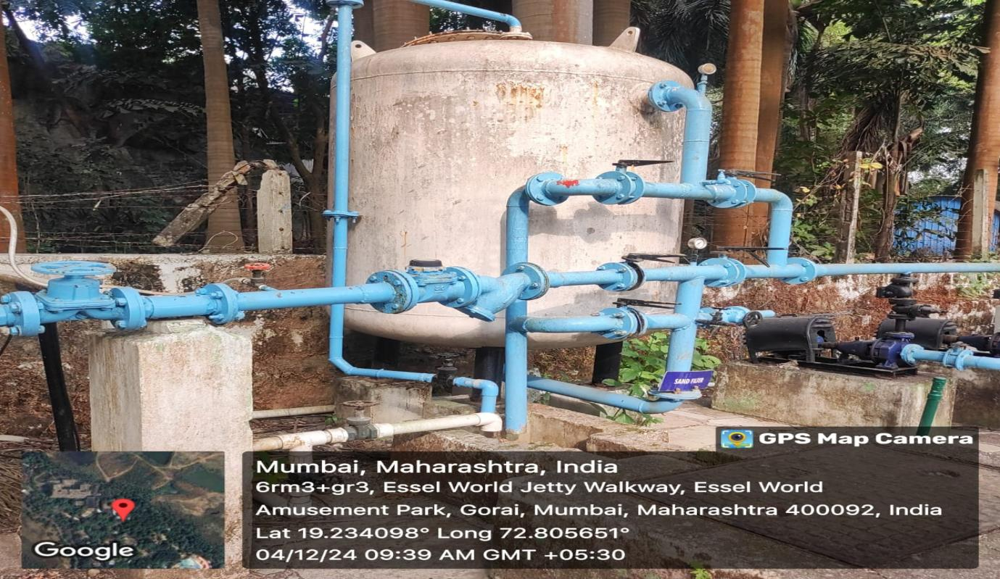 SAND FILTER
GPS Map Camera
Mumbai, Maharashtra, India
6rm3+gr3, Essel World Jetty Walkway, Essel World
Amusement Park, Gorai, Mumbai, Maharashtra 400092, India
Lat 19.234098° Long 72.805651°
04/12/24 09:39 AM GMT +05:30
Google